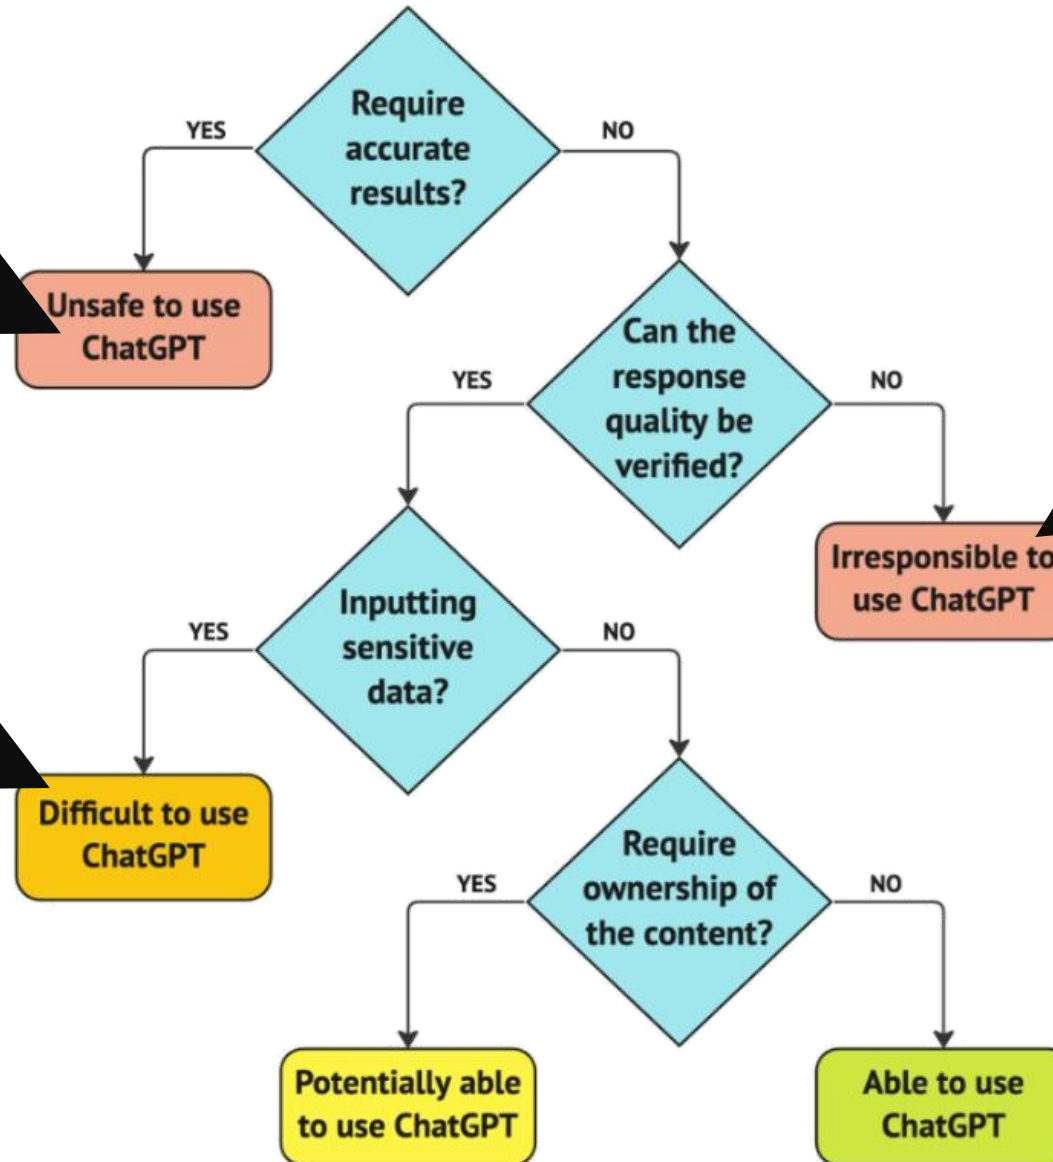 Require
accurate
results?
YES
NO
Unsafe to use
ChatGPT
Can the
response
quality be
verified?
YES
NO
Irresponsible to
use ChatGPT
Inputting
sensitive
data?
YES
NO
Difficult to use
ChatGPT
Require
ownership of
the content?
YES
NO
Potentially able
to use ChatGPT
Able to use
ChatGPT